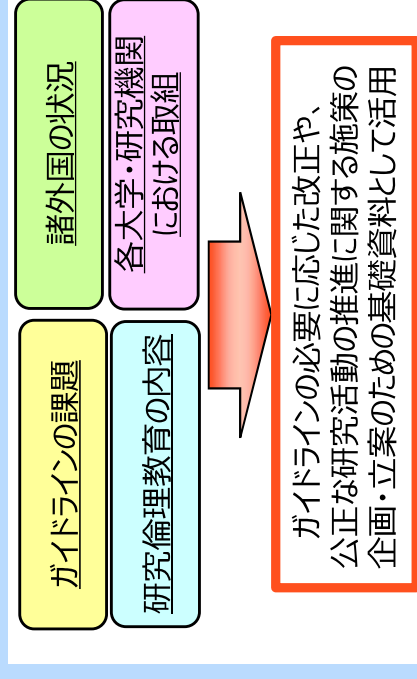 ガイドラインの課題
諸外国の状況
研究倫理教育の内容
各大学・研究機関
における取組
ガイドラインの必要に応じた改正や、
公正な研究活動の推進に関する施策の
企画・立案のための基礎資料として活用